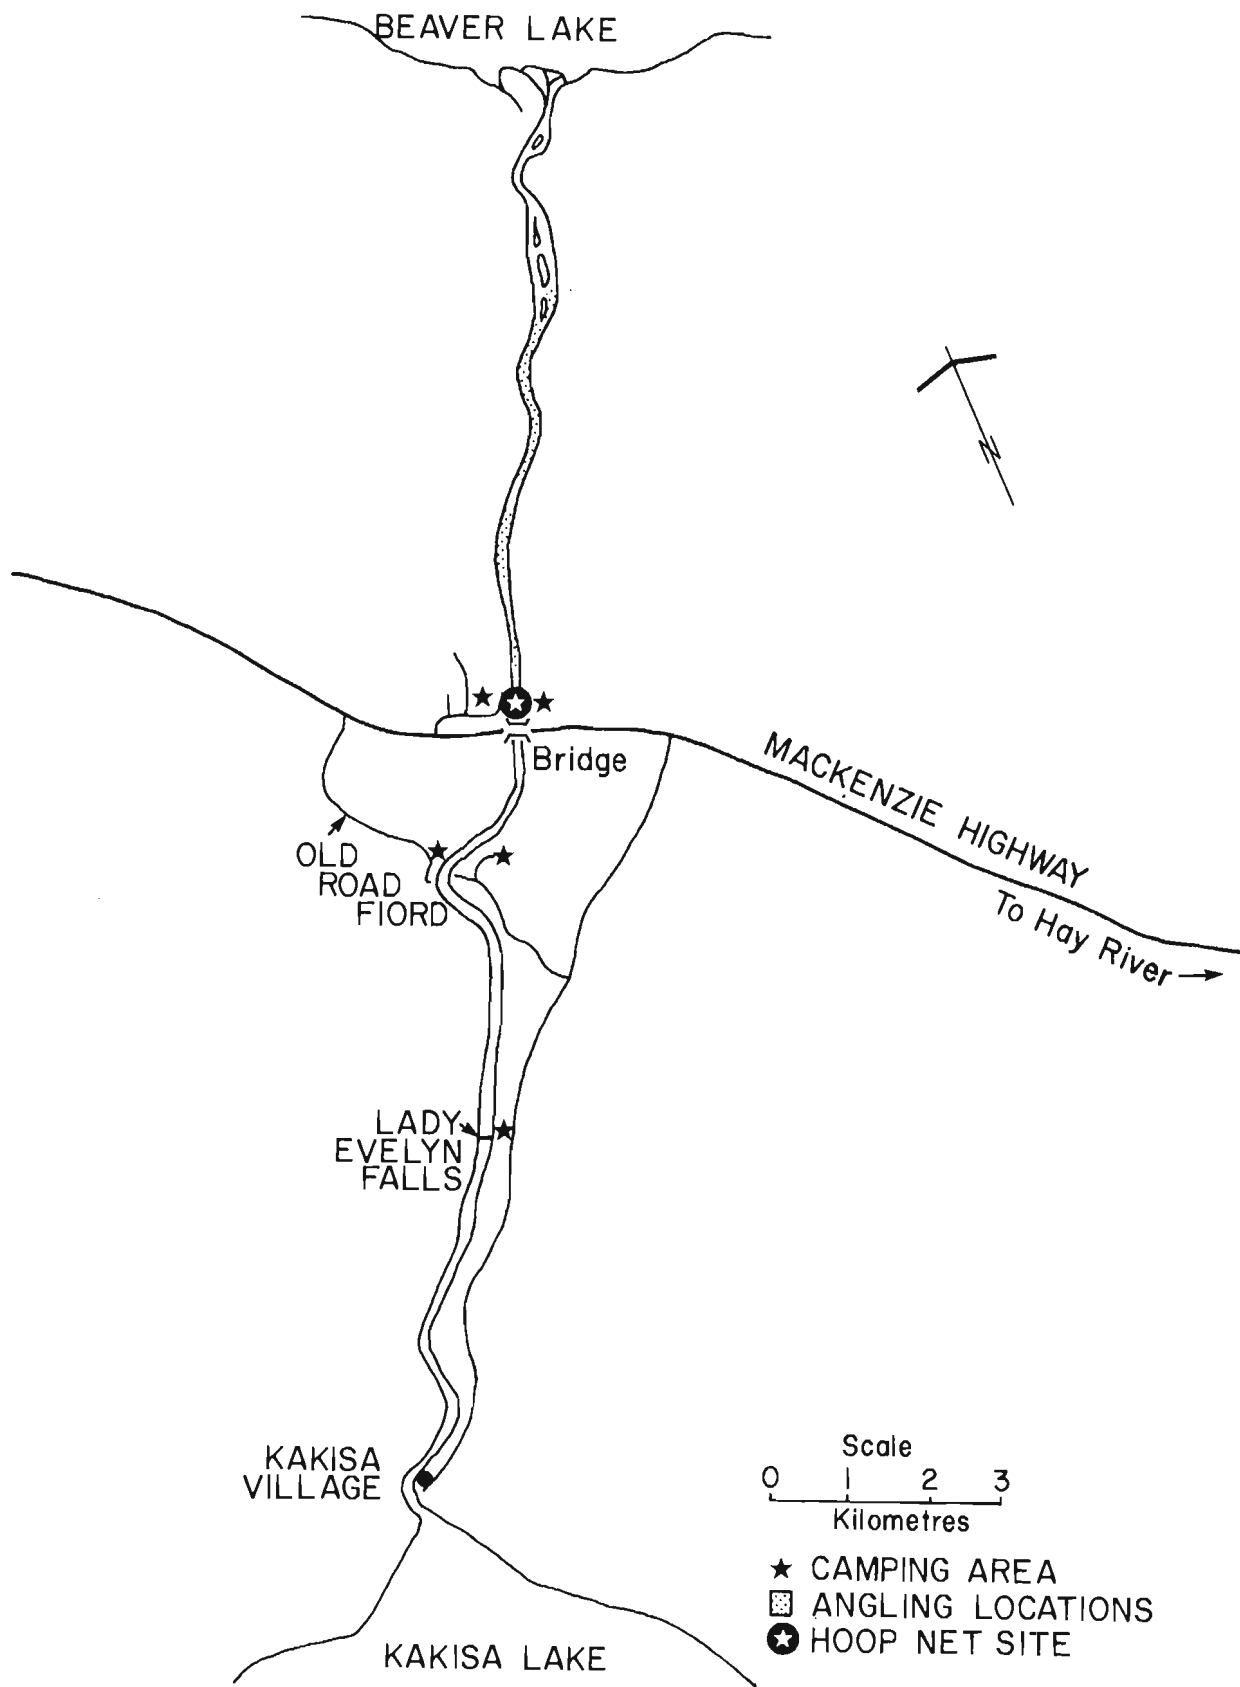 BEAVER LAKE
N
Bridge
MACKENZIE HIGHWAY
To Hay River
OLD
ROAD
FIORD
LADY
EVELYN
FALLS
KAKISA
VILLAGE
Scale
0 1 2 3
Kilometres
CAMPING AREA
ANGLING LOCATIONS
HOOP NET SITE
KAKISA LAKE